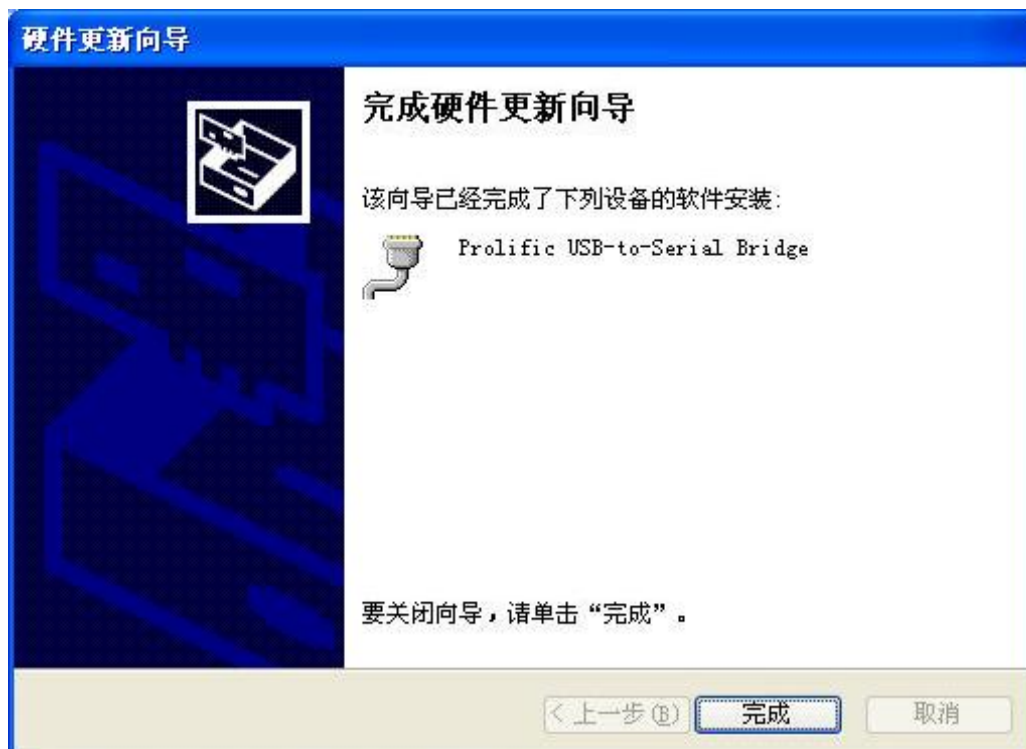 硬件更新向导
完成硬件更新向导
该向导已经完成了下列设备的软件安装:
Prolific USB-to-Serial Bridge
要关闭向导，请单击“完成”。
< 上一步(B)
完成
取消